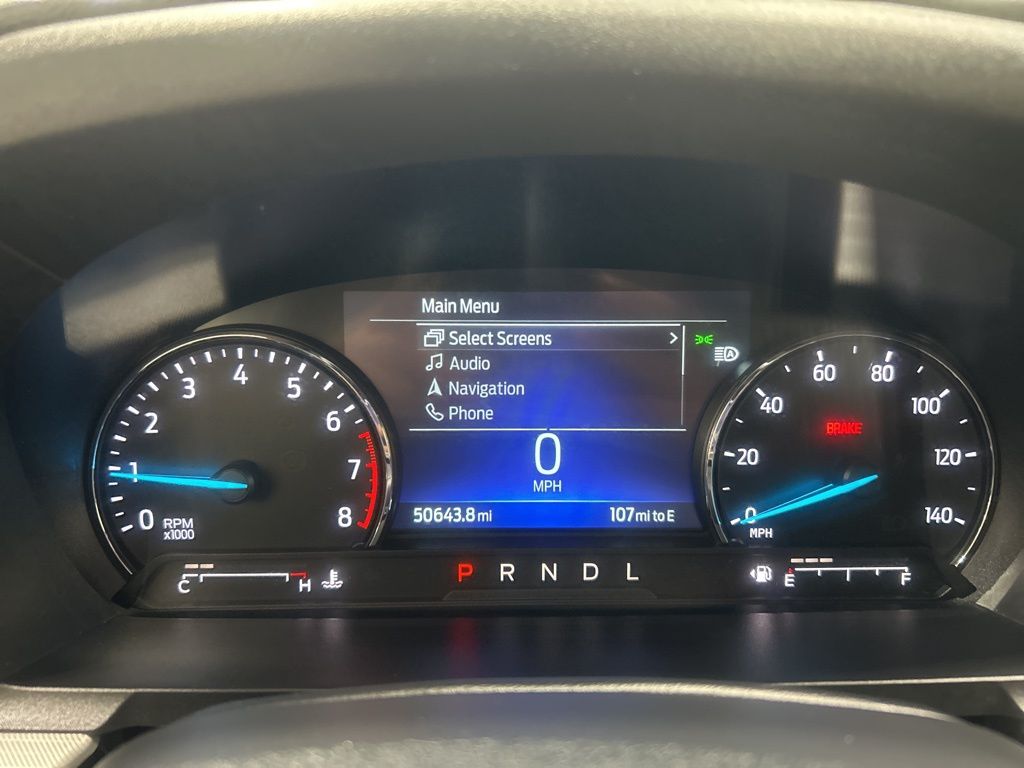 Main Menu
Select Screens
Audio
Navigation
Phone
0
MPH
50643.8 mi
107 mi to E
0
1
2
3
4
5
6
7
8
RPM
x1000
0
20
40
60
80
100
120
140
MPH
BRAKE
A
C
H
P R N D L
E
F